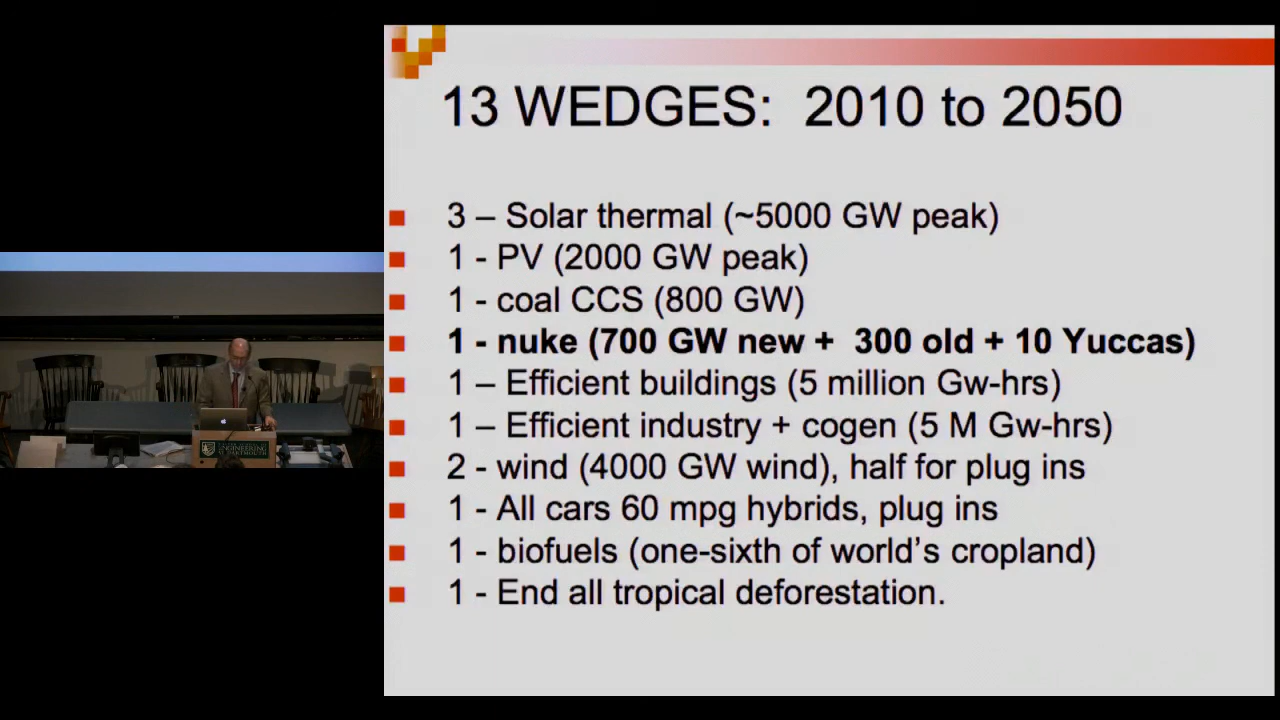 13 WEDGES: 2010 to 2050
3 – Solar thermal (~5000 GW peak)
1 - PV (2000 GW peak)
1 - coal CCS (800 GW)
1 - nuke (700 GW new + 300 old + 10 Yuccas)
1 – Efficient buildings (5 million Gw-hrs)
1 – Efficient industry + cogen (5 M Gw-hrs)
2 - wind (4000 GW wind), half for plug ins
1 - All cars 60 mpg hybrids, plug ins
1 - biofuels (one-sixth of world's cropland)
1 - End all tropical deforestation.
ENGINEERING
AT DARTMOUTH